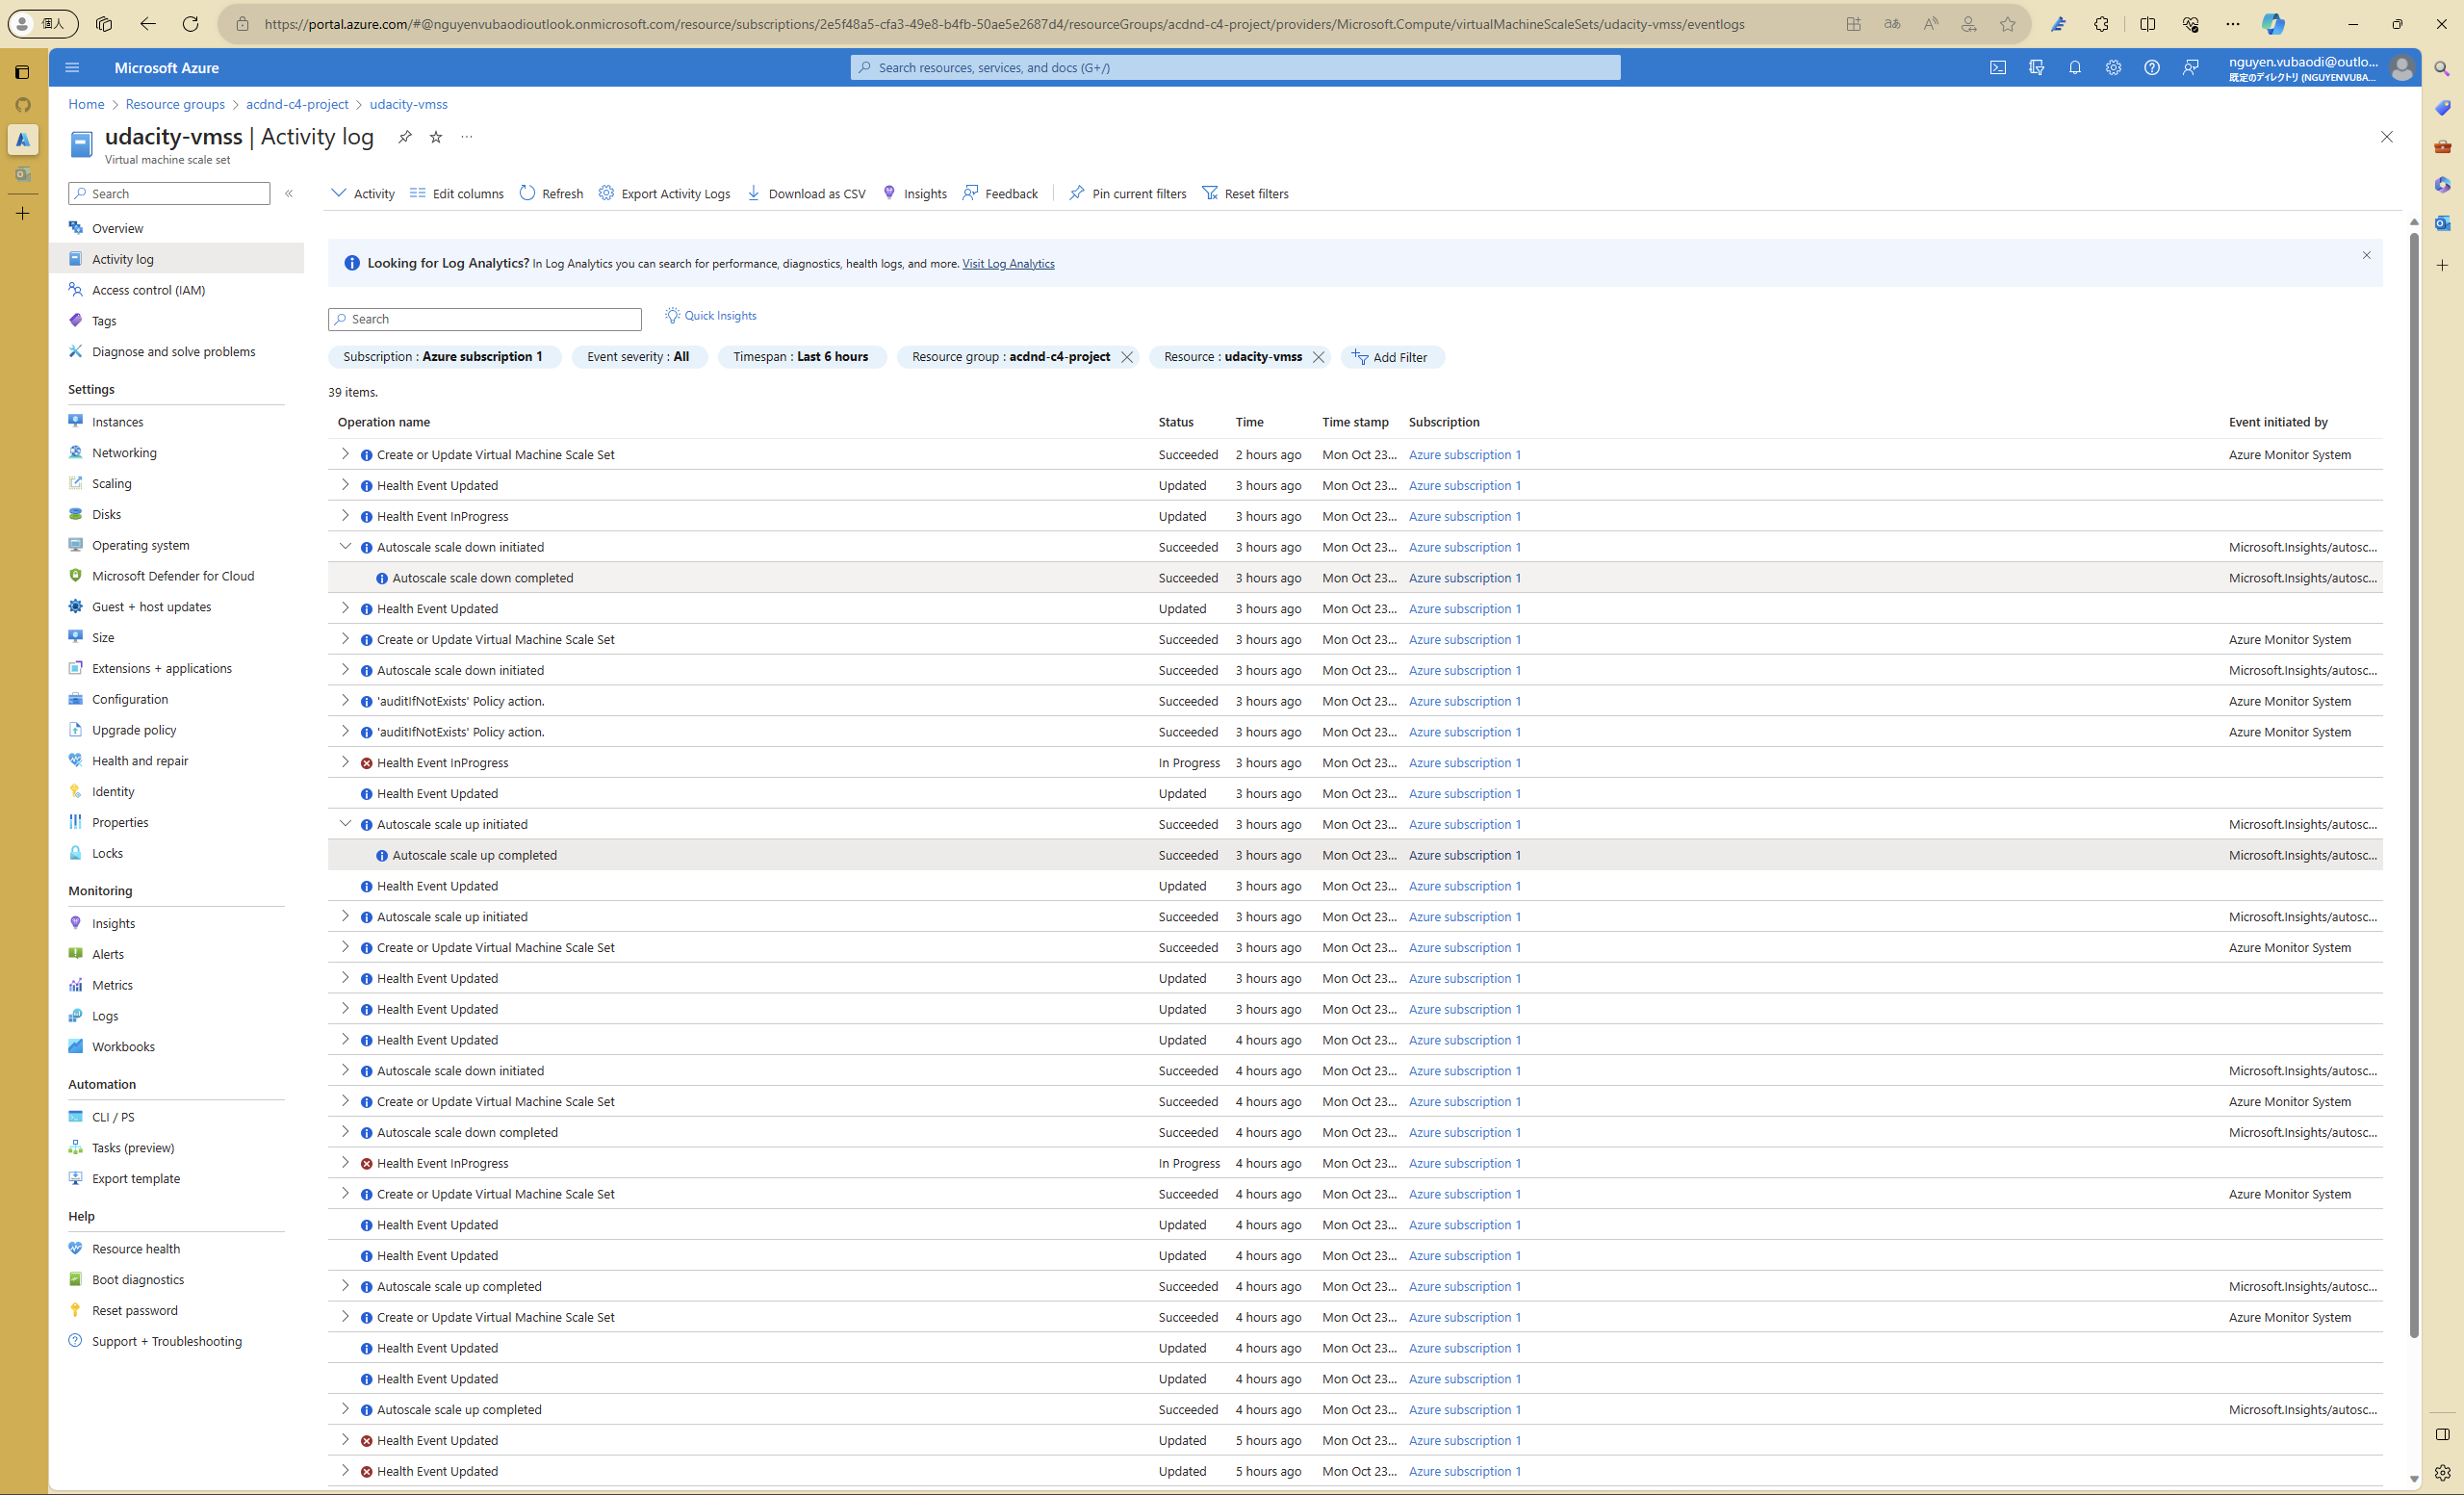 個人
https://portal.azure.com/#@nguyenvubaodioutlook.onmicrosoft.com/resource/subscriptions/2e5f48a5-cfa3-49e8-b4fb-50ae5e2687d4/resourceGroups/acdnd-c4-project/providers/Microsoft.Compute/virtualMachineScaleSets/udacity-vmss/eventlogs
Microsoft Azure
Search resources, services, and docs (G+/)
nguyen.vubaodi@outlo...
既定のディレクトリ (NGUYENVUBA...
Home > Resource groups > acdnd-c4-project > udacity-vmss
udacity-vmss | Activity log
Virtual machine scale set
Search
Overview
Activity log
Access control (IAM)
Tags
Diagnose and solve problems
Settings
Instances
Networking
Scaling
Disks
Operating system
Microsoft Defender for Cloud
Guest + host updates
Size
Extensions + applications
Configuration
Upgrade policy
Health and repair
Identity
Properties
Locks
Monitoring
Insights
Alerts
Metrics
Logs
Workbooks
Automation
CLI / PS
Tasks (preview)
Export template
Help
Resource health
Boot diagnostics
Reset password
Support + Troubleshooting
Activity Edit columns Refresh Export Activity Logs Download as CSV Insights Feedback Pin current filters Reset filters
Looking for Log Analytics? In Log Analytics you can search for performance, diagnostics, health logs, and more. Visit Log Analytics
Search Quick Insights
Subscription : Azure subscription 1 Event severity : All Timespan : Last 6 hours Resource group : acdnd-c4-project Resource : udacity-vmss Add Filter
39 items.
Operation name Status Time Time stamp Subscription Event initiated by
Create or Update Virtual Machine Scale Set Succeeded 2 hours ago Mon Oct 23... Azure subscription 1 Azure Monitor System
Health Event Updated Updated 3 hours ago Mon Oct 23... Azure subscription 1
Health Event InProgress Updated 3 hours ago Mon Oct 23... Azure subscription 1
Autoscale scale down initiated Succeeded 3 hours ago Mon Oct 23... Azure subscription 1 Microsoft.Insights/autosc...
Autoscale scale down completed Succeeded 3 hours ago Mon Oct 23... Azure subscription 1 Microsoft.Insights/autosc...
Health Event Updated Updated 3 hours ago Mon Oct 23... Azure subscription 1
Create or Update Virtual Machine Scale Set Succeeded 3 hours ago Mon Oct 23... Azure subscription 1 Azure Monitor System
Autoscale scale down initiated Succeeded 3 hours ago Mon Oct 23... Azure subscription 1 Microsoft.Insights/autosc...
'auditIfNotExists' Policy action. Succeeded 3 hours ago Mon Oct 23... Azure subscription 1 Azure Monitor System
'auditIfNotExists' Policy action. Succeeded 3 hours ago Mon Oct 23... Azure subscription 1 Azure Monitor System
Health Event InProgress In Progress 3 hours ago Mon Oct 23... Azure subscription 1
Health Event Updated Updated 3 hours ago Mon Oct 23... Azure subscription 1
Autoscale scale up initiated Succeeded 3 hours ago Mon Oct 23... Azure subscription 1 Microsoft.Insights/autosc...
Autoscale scale up completed Succeeded 3 hours ago Mon Oct 23... Azure subscription 1 Microsoft.Insights/autosc...
Health Event Updated Updated 3 hours ago Mon Oct 23... Azure subscription 1
Autoscale scale up initiated Succeeded 3 hours ago Mon Oct 23... Azure subscription 1 Microsoft.Insights/autosc...
Create or Update Virtual Machine Scale Set Succeeded 3 hours ago Mon Oct 23... Azure subscription 1 Azure Monitor System
Health Event Updated Updated 3 hours ago Mon Oct 23... Azure subscription 1
Health Event Updated Updated 3 hours ago Mon Oct 23... Azure subscription 1
Health Event Updated Updated 4 hours ago Mon Oct 23... Azure subscription 1
Autoscale scale down initiated Succeeded 4 hours ago Mon Oct 23... Azure subscription 1 Microsoft.Insights/autosc...
Create or Update Virtual Machine Scale Set Succeeded 4 hours ago Mon Oct 23... Azure subscription 1 Azure Monitor System
Autoscale scale down completed Succeeded 4 hours ago Mon Oct 23... Azure subscription 1 Microsoft.Insights/autosc...
Health Event InProgress In Progress 4 hours ago Mon Oct 23... Azure subscription 1
Create or Update Virtual Machine Scale Set Succeeded 4 hours ago Mon Oct 23... Azure subscription 1 Azure Monitor System
Health Event Updated Updated 4 hours ago Mon Oct 23... Azure subscription 1
Health Event Updated Updated 4 hours ago Mon Oct 23... Azure subscription 1
Autoscale scale up completed Succeeded 4 hours ago Mon Oct 23... Azure subscription 1 Microsoft.Insights/autosc...
Create or Update Virtual Machine Scale Set Succeeded 4 hours ago Mon Oct 23... Azure subscription 1 Azure Monitor System
Health Event Updated Updated 4 hours ago Mon Oct 23... Azure subscription 1
Health Event Updated Updated 4 hours ago Mon Oct 23... Azure subscription 1
Autoscale scale up completed Succeeded 4 hours ago Mon Oct 23... Azure subscription 1 Microsoft.Insights/autosc...
Health Event Updated Updated 5 hours ago Mon Oct 23... Azure subscription 1
Health Event Updated Updated 5 hours ago Mon Oct 23... Azure subscription 1